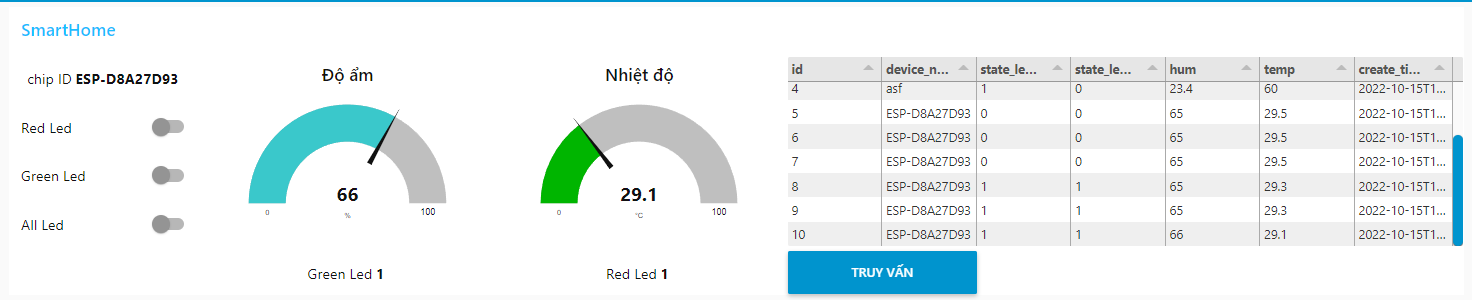 SmartHome
chip ID ESP-D8A27D93
Red Led
Green Led
All Led
Độ ẩm
66
%
0
100
Green Led 1
Nhiệt độ
29.1
°C
0
100
Red Led 1
id device_n... state_le... state_le... hum temp create_ti...
4 asf 1 0 23.4 60 2022-10-15T1...
5 ESP-D8A27D93 0 0 65 29.5 2022-10-15T1...
6 ESP-D8A27D93 0 0 65 29.5 2022-10-15T1...
7 ESP-D8A27D93 0 0 65 29.5 2022-10-15T1...
8 ESP-D8A27D93 1 1 65 29.3 2022-10-15T1...
9 ESP-D8A27D93 1 1 65 29.3 2022-10-15T1...
10 ESP-D8A27D93 1 1 66 29.1 2022-10-15T1...
TRUY VẤN